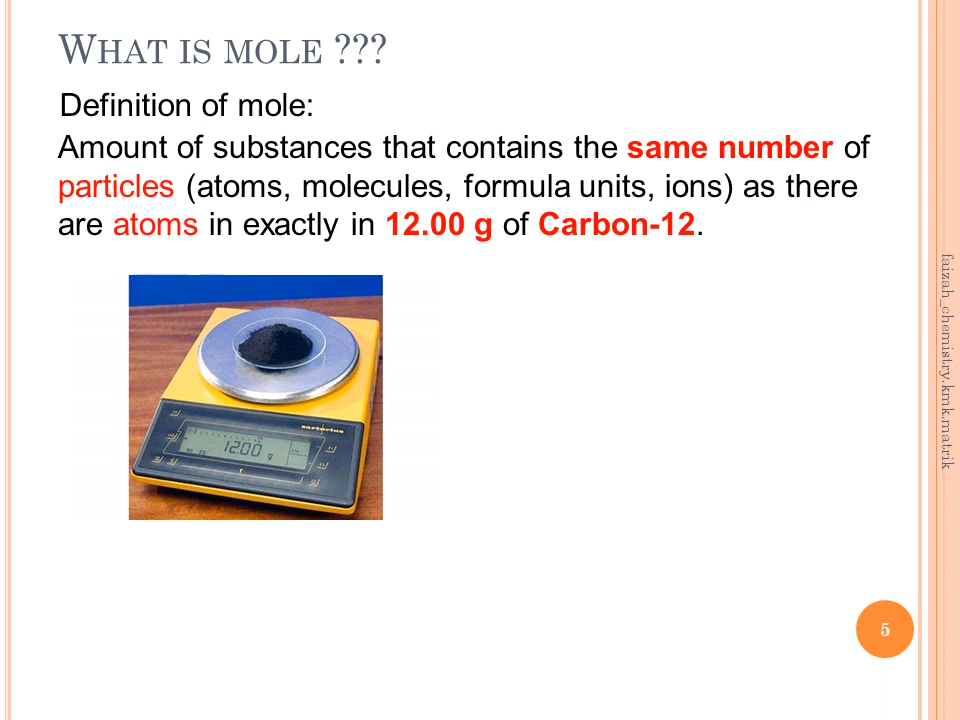 WHAT IS MOLE ???
Definition of mole:
Amount of substances that contains the same number of
particles (atoms, molecules, formula units, ions) as there
are atoms in exactly in 12.00 g of Carbon-12.
faizah_chemistry.kmk.matrik
sartorius
12.00 g
T
5